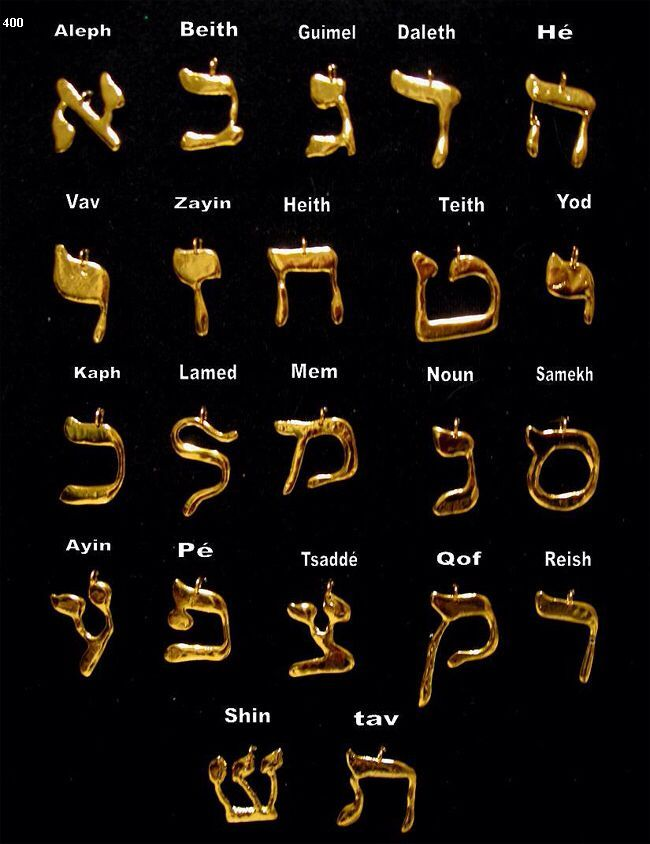 400
Aleph Beith Guimel Daleth Hé
א ב ג ד ה
Vav Zayin Heith Teith Yod
ו ז ח ט י
Kaph Lamed Mem Noun Samekh
כ ל מ נ ס
Ayin Pé Tsaddé Qof Reish
ע פ צ ק ר
Shin tav
ש ת